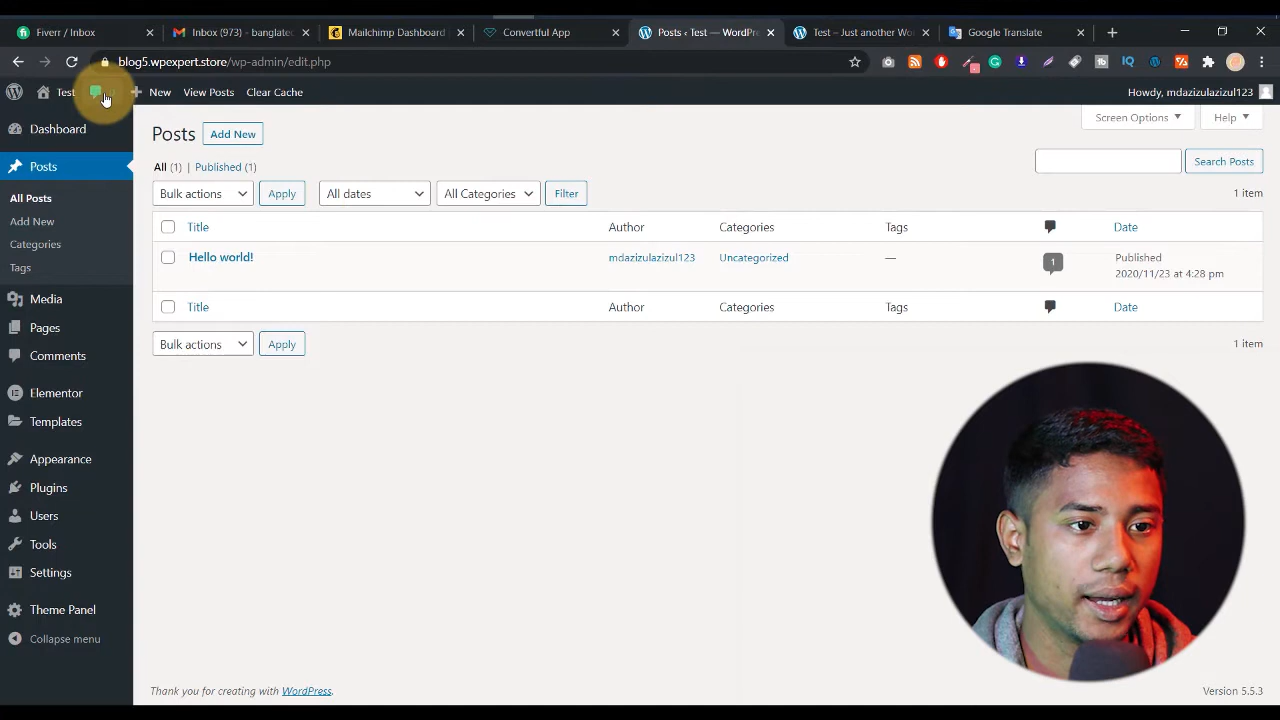 Fiverr / Inbox
Inbox (973) - banglatec
Mailchimp Dashboard
Convertful App
Posts ‹ Test — WordPre
Test – Just another Wo
Google Translate
blog5.wpexpert.store/wp-admin/edit.php
Test
New
View Posts
Clear Cache
Howdy, mdazizulazizul123
Dashboard
Posts
All Posts
Add New
Categories
Tags
Media
Pages
Comments
Elementor
Templates
Appearance
Plugins
Users
Tools
Settings
Theme Panel
Collapse menu
Posts
Add New
Screen Options
Help
All (1) | Published (1)
Search Posts
Bulk actions
Apply
All dates
All Categories
Filter
1 item
Title
Author
Categories
Tags
Date
Hello world!
mdazizulazizul123
Uncategorized
—
1
Published
2020/11/23 at 4:28 pm
Title
Author
Categories
Tags
Date
Bulk actions
Apply
1 item
Thank you for creating with WordPress.
Version 5.5.3